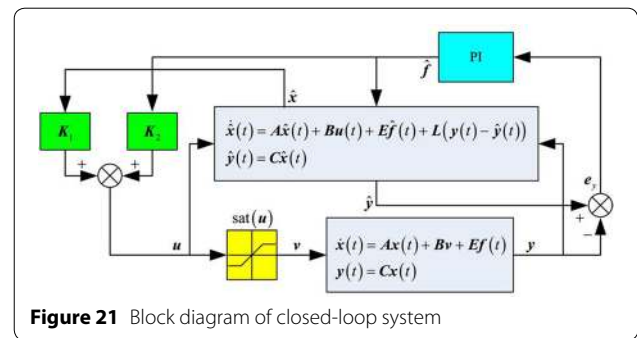 PI
f̂
x̂
K₁
K₂
ẋ̂(t) = Ax̂(t) + Bu(t) + Ef̂(t) + L(y(t) − ŷ(t))
ŷ(t) = Cx̂(t)
+
+
e_y
ŷ
+
−
sat(u)
u
v
ẋ(t) = Ax(t) + Bv + Ef(t)
y(t) = Cx(t)
y
Figure 21 Block diagram of closed-loop system